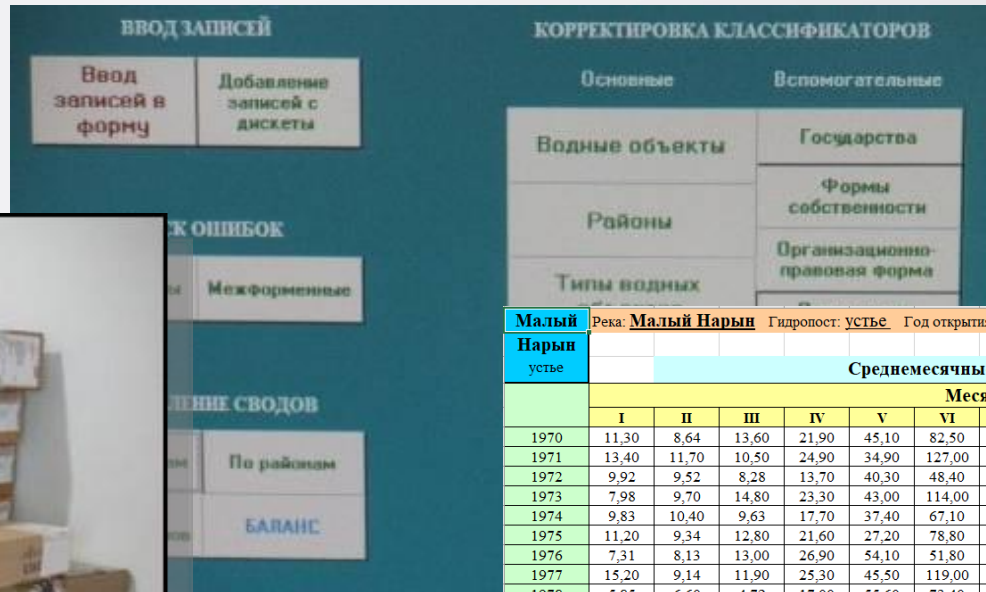 ВВОД ЗАПИСЕЙ
Ввод
записей в
форму
Добавление
записей с
дискеты
ОШИБОК
Межформенные
СВОДОВ
По районам
БАЛАНС
КОРРЕКТИРОВКА КЛАССИФИКАТОРОВ
Основные
Вспомогательные
Водные объекты
Районы
Типы водных
Государства
Формы
собственности
Организационно-
правовая форма
Малый
Нарын
устье
Река: Малый Нарын Гидропост: устье Год открыти
Среднемесячны
Меся
I II III IV V VI
1970 11,30 8,64 13,60 21,90 45,10 82,50
1971 13,40 11,70 10,50 24,90 34,90 127,00
1972 9,92 9,52 8,28 13,70 40,30 48,40
1973 7,98 9,70 14,80 23,30 43,00 114,00
1974 9,83 10,40 9,63 17,70 37,40 67,10
1975 11,20 9,34 12,80 21,60 27,20 78,80
1976 7,31 8,13 13,00 26,90 54,10 51,80
1977 15,20 9,14 11,90 25,30 45,50 119,00